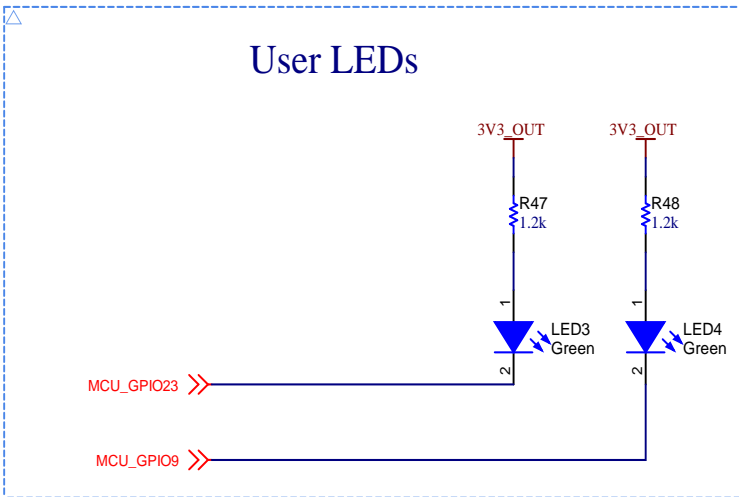 User LEDs
3V3_OUT
3V3_OUT
R47
1.2k
R48
1.2k
1
1
LED3
Green
LED4
Green
2
2
MCU_GPIO23
MCU_GPIO9